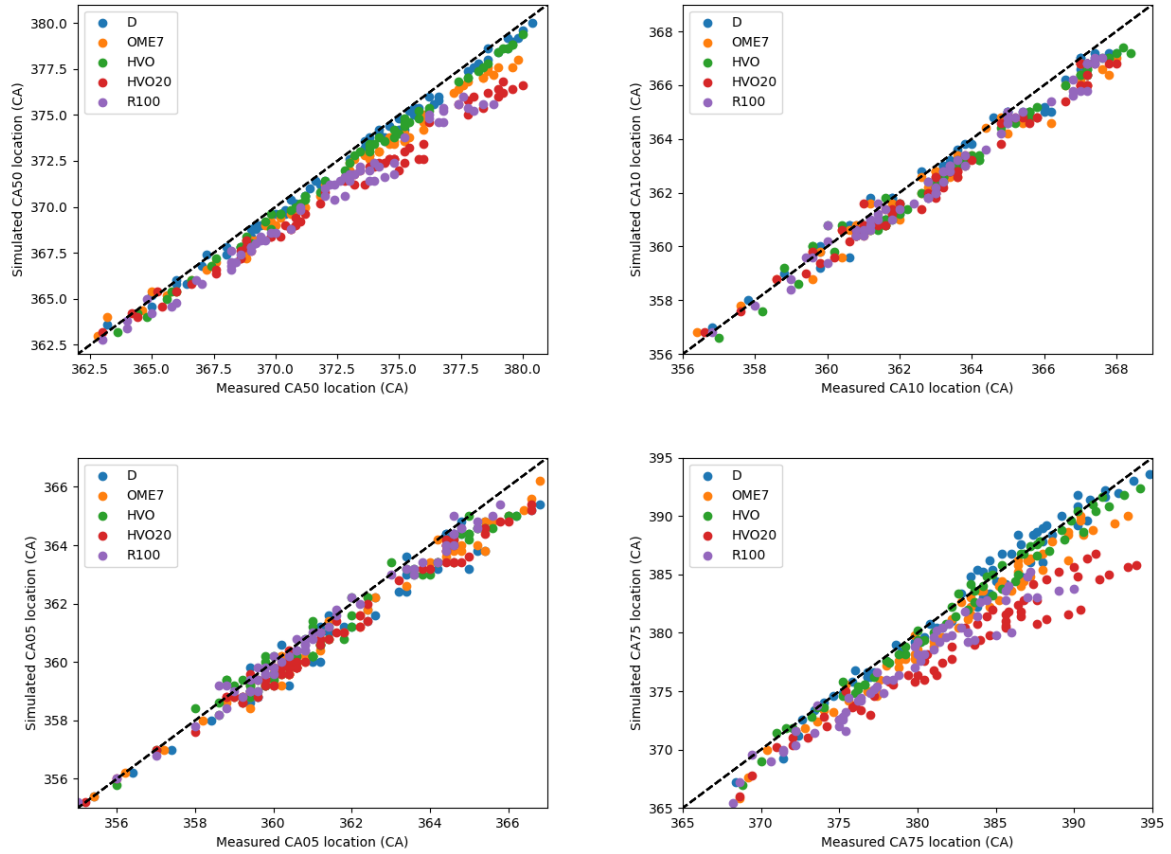 380.0
377.5
375.0
372.5
370.0
367.5
365.0
362.5
Simulated CA50 location (CA)
D
OME7
HVO
HVO20
R100
362.5 365.0 367.5 370.0 372.5 375.0 377.5 380.0
Measured CA50 location (CA)
368
366
364
362
360
358
356
Simulated CA10 location (CA)
D
OME7
HVO
HVO20
R100
356 358 360 362 364 366 368
Measured CA10 location (CA)
366
364
362
360
358
356
Simulated CA05 location (CA)
D
OME7
HVO
HVO20
R100
356 358 360 362 364 366
Measured CA05 location (CA)
395
390
385
380
375
370
365
Simulated CA75 location (CA)
D
OME7
HVO
HVO20
R100
365 370 375 380 385 390 395
Measured CA75 location (CA)